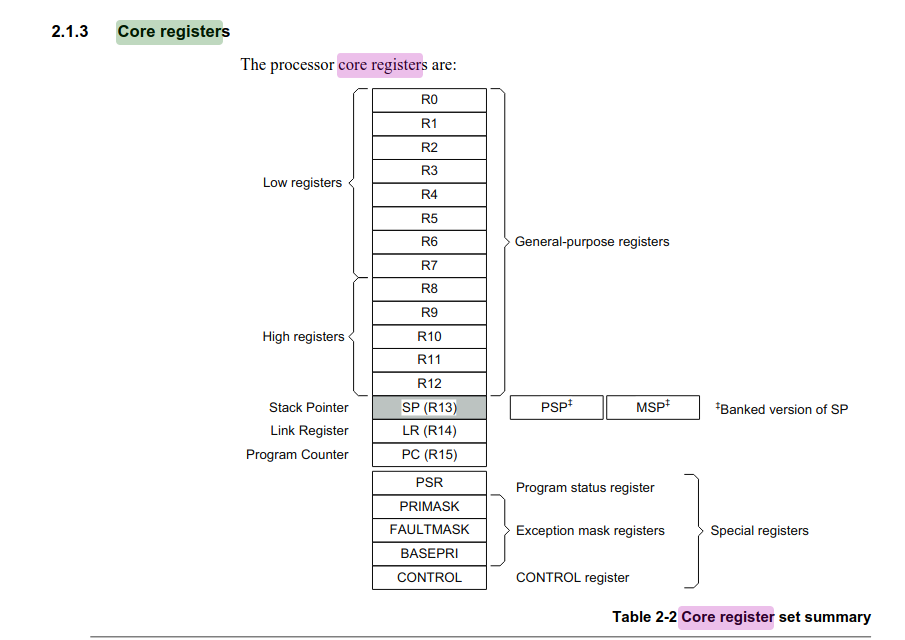 2.1.3 Core registers
The processor core registers are:
R0
R1
R2
R3
Low registers
R4
R5
R6
General-purpose registers
R7
R8
R9
High registers
R10
R11
R12
Stack Pointer SP (R13) PSP‡ MSP‡ ‡Banked version of SP
Link Register LR (R14)
Program Counter PC (R15)
PSR Program status register
PRIMASK
FAULTMASK Exception mask registers Special registers
BASEPRI
CONTROL CONTROL register
Table 2-2 Core register set summary